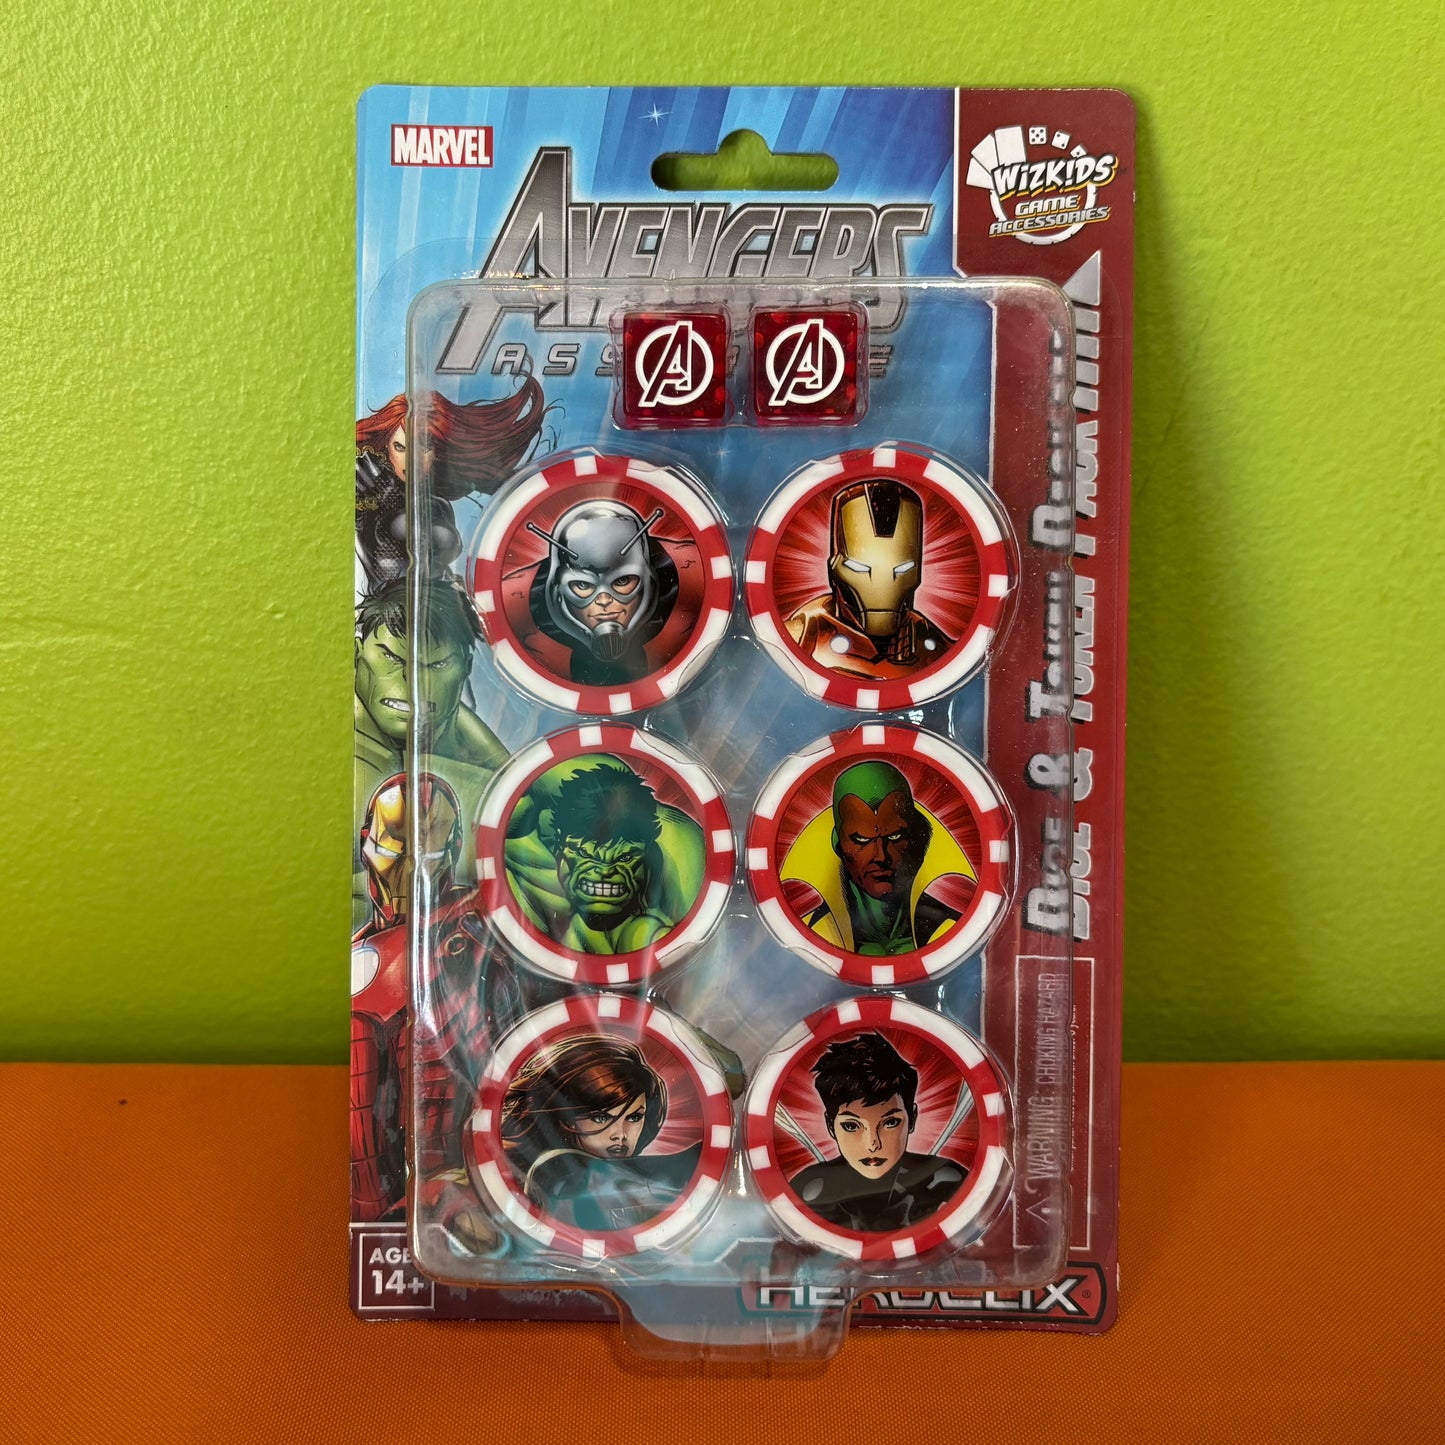 MARVEL
WIZKIDS
GAME
ACCESSORIES
AVENGERS
DICE & TOKEN PACK
WARNING: CHOKING HAZARD
AGE
14+
HEROCLIX®